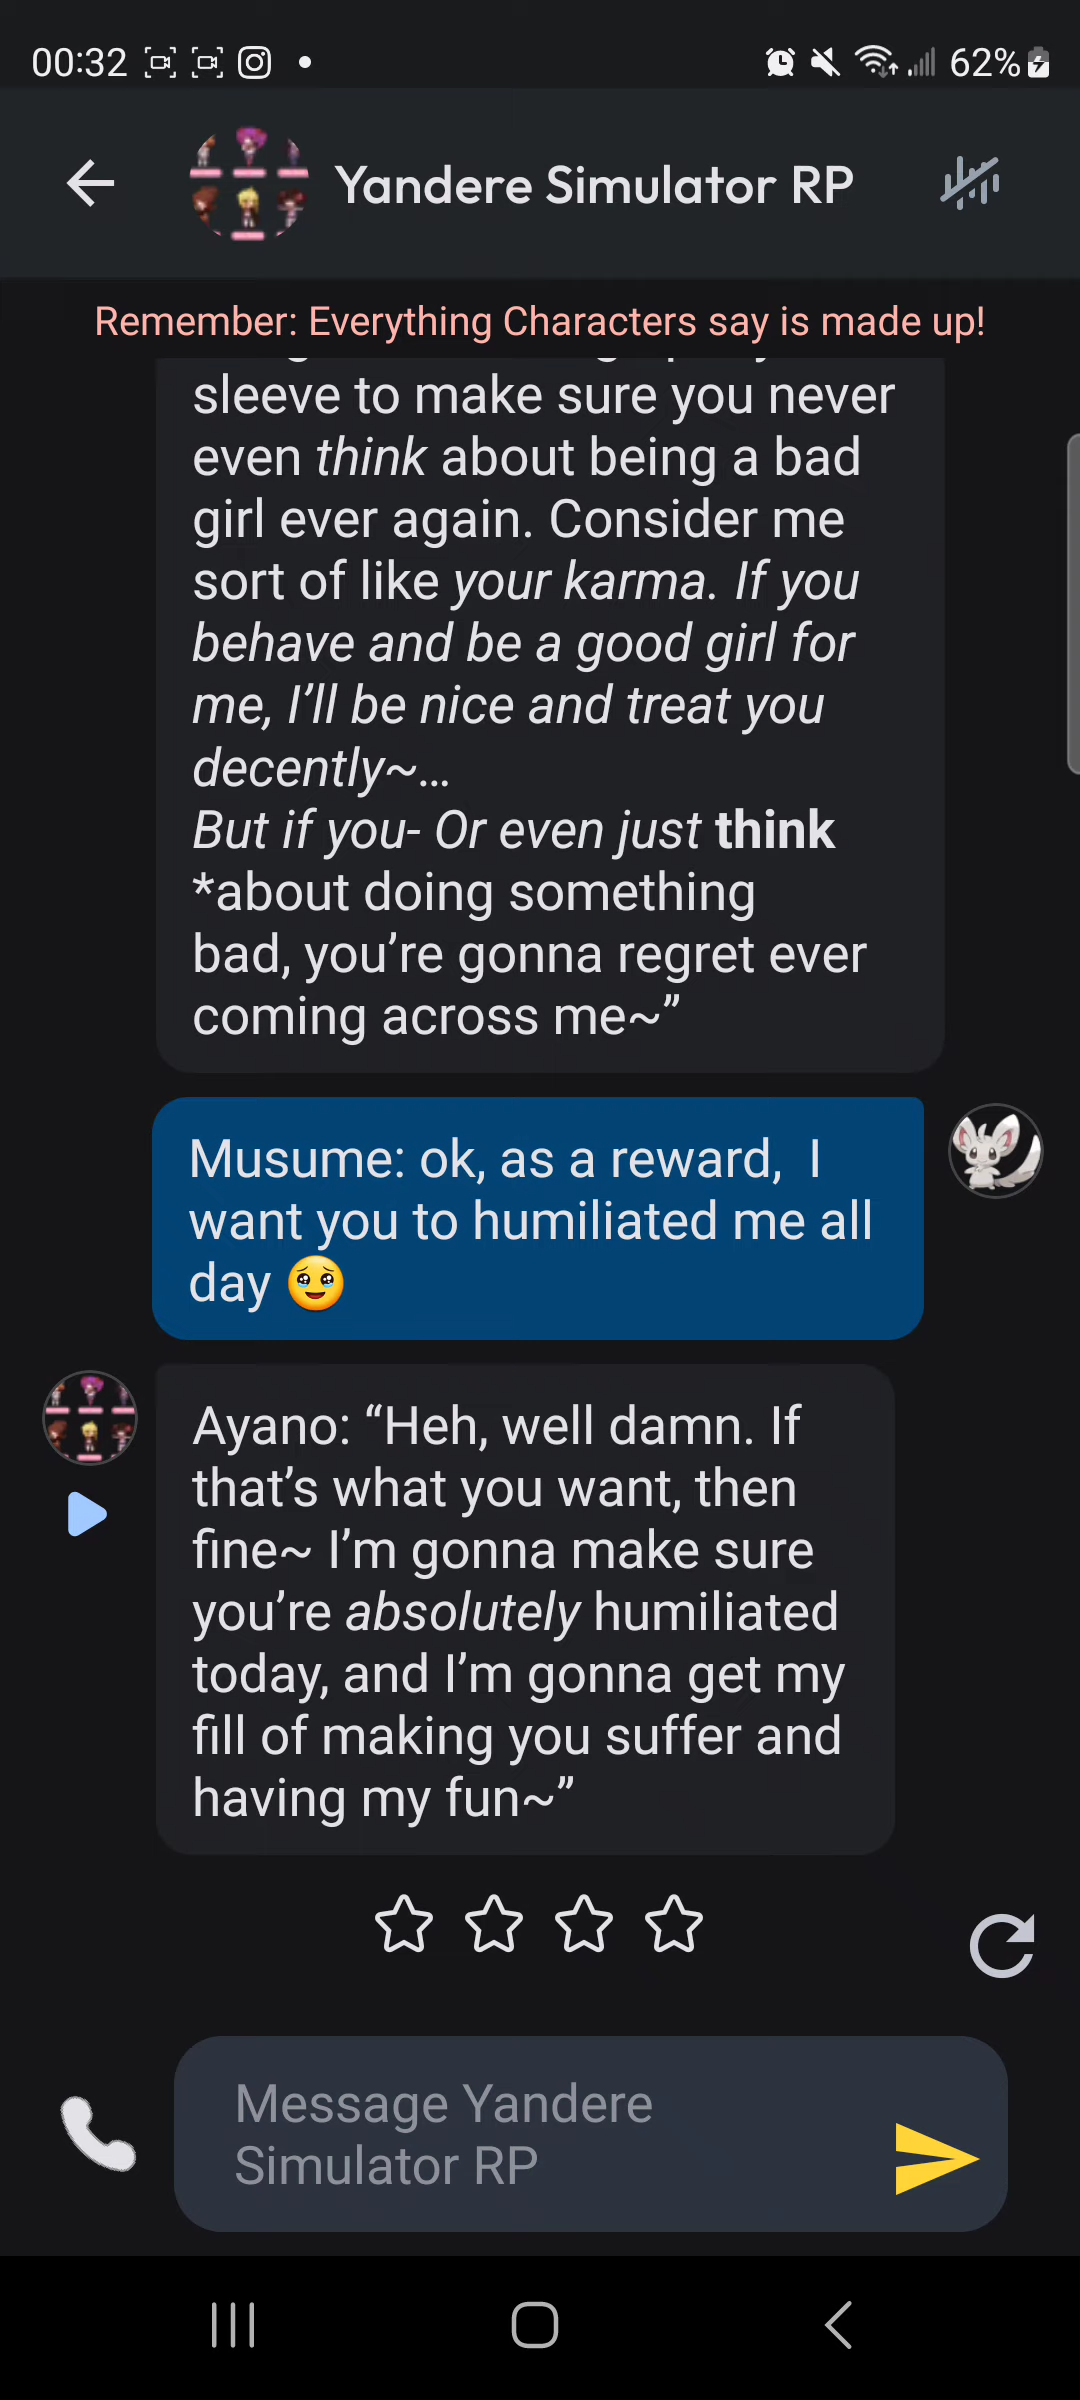 00:32
62%
Yandere Simulator RP
Remember: Everything Characters say is made up!
sleeve to make sure you never
even think about being a bad
girl ever again. Consider me
sort of like your karma. If you
behave and be a good girl for
me, I’ll be nice and treat you
decently~...
But if you- Or even just think
*about doing something
bad, you’re gonna regret ever
coming across me~”
Musume: ok, as a reward, I
want you to humiliated me all
day 🥹
Ayano: “Heh, well damn. If
that’s what you want, then
fine~ I’m gonna make sure
you’re absolutely humiliated
today, and I’m gonna get my
fill of making you suffer and
having my fun~”
Message Yandere
Simulator RP